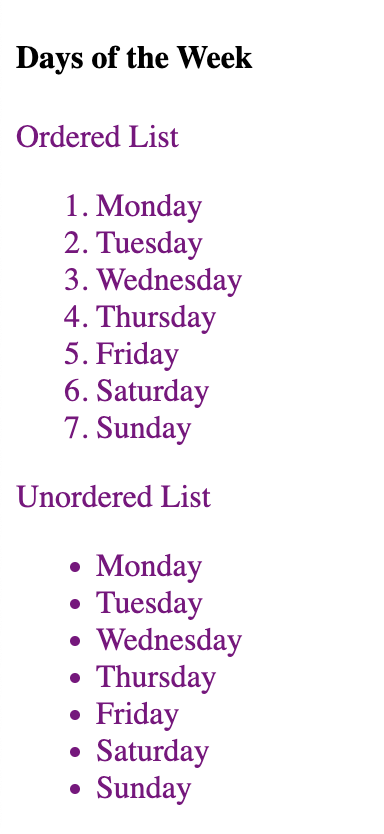 Days of the Week
Ordered List
1. Monday
2. Tuesday
3. Wednesday
4. Thursday
5. Friday
6. Saturday
7. Sunday
Unordered List
• Monday
• Tuesday
• Wednesday
• Thursday
• Friday
• Saturday
• Sunday